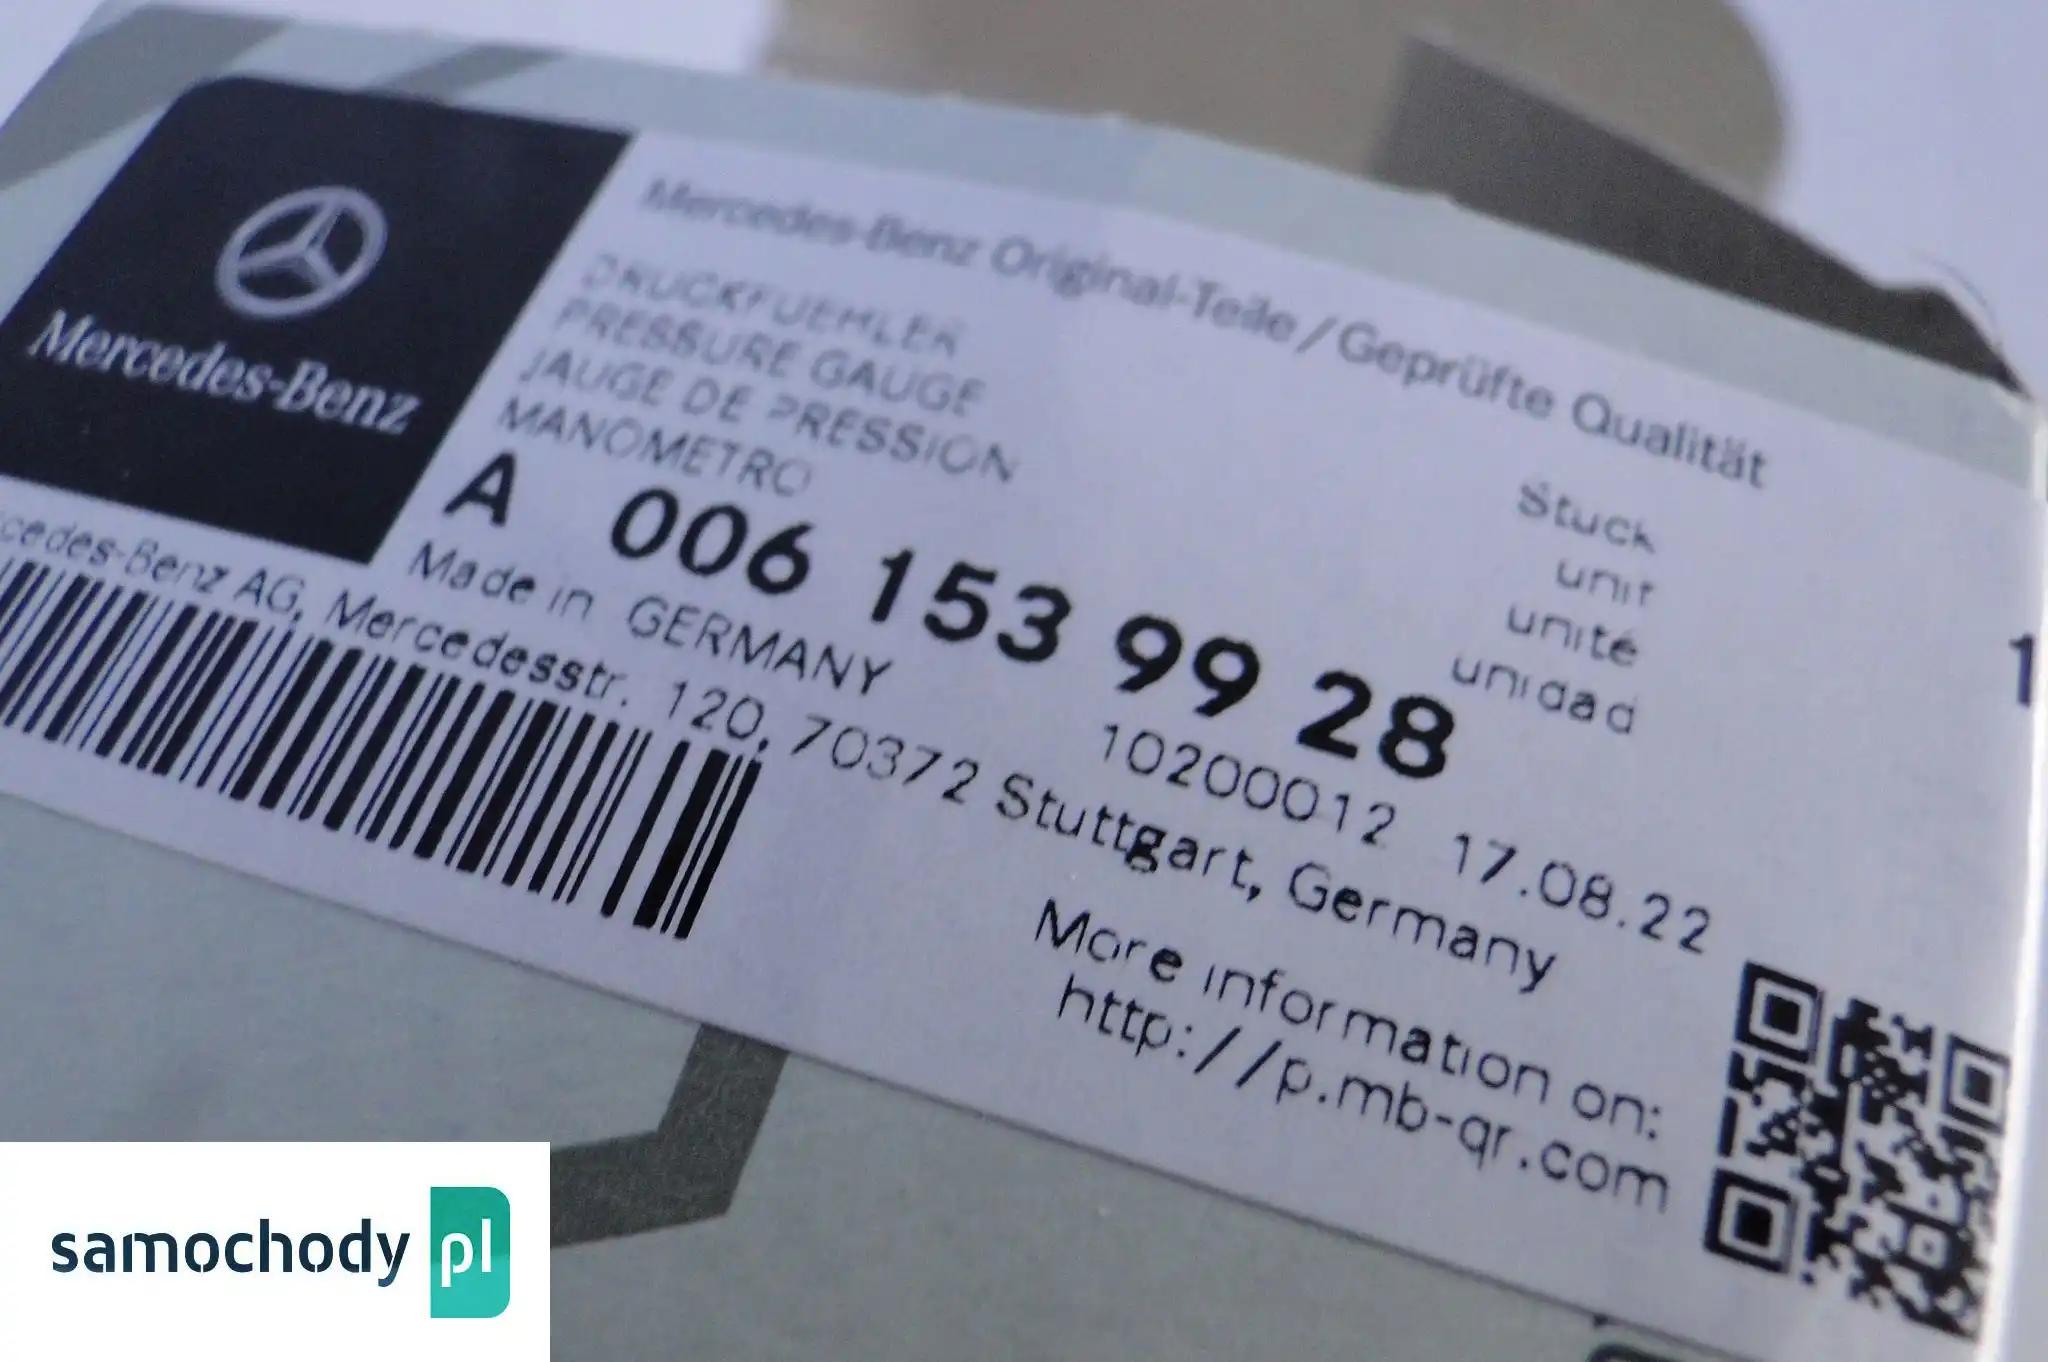 Mercedes-Benz
Mercedes-Benz Original-Teile / Geprüfte Qualität
DRUCKFUEHLER
PRESSURE GAUGE
JAUGE DE PRESSION
MANOMETRO
Stuck
unit
unité
unidad
1
A 006 153 99 28
Made in GERMANY
10200012 17.08.22
cedes-Benz AG, Mercedesstr. 120, 70372 Stuttgart, Germany
More information on:
http://p.mb-qr.com
samochody pl